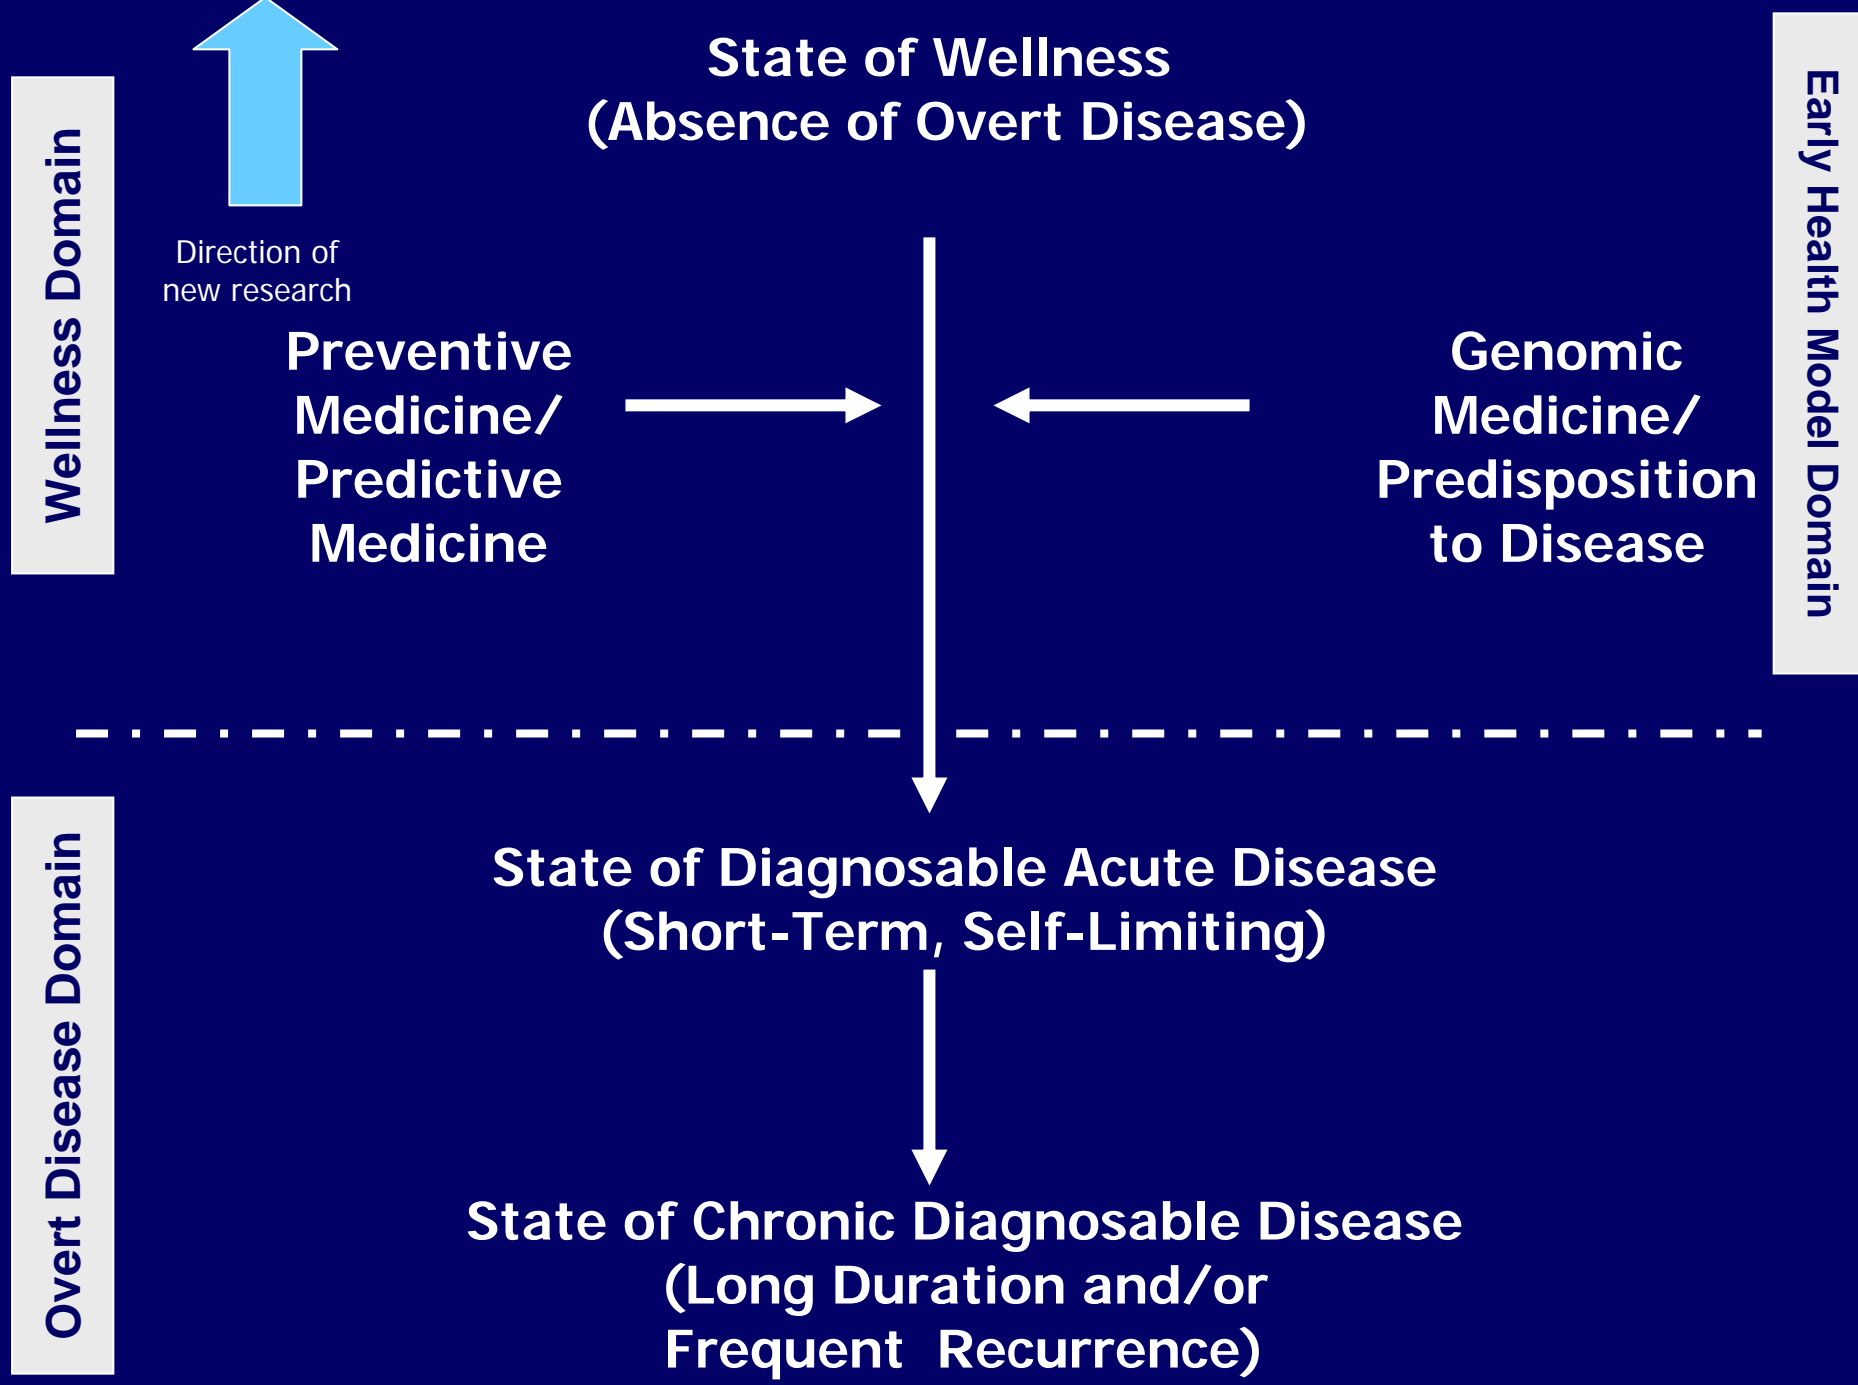 State of Wellness
(Absence of Overt Disease)
Wellness Domain
Early Health Model Domain
Direction of
new research
Preventive
Medicine/
Predictive
Medicine
Genomic
Medicine/
Predisposition
to Disease
Overt Disease Domain
State of Diagnosable Acute Disease
(Short-Term, Self-Limiting)
State of Chronic Diagnosable Disease
(Long Duration and/or
Frequent Recurrence)